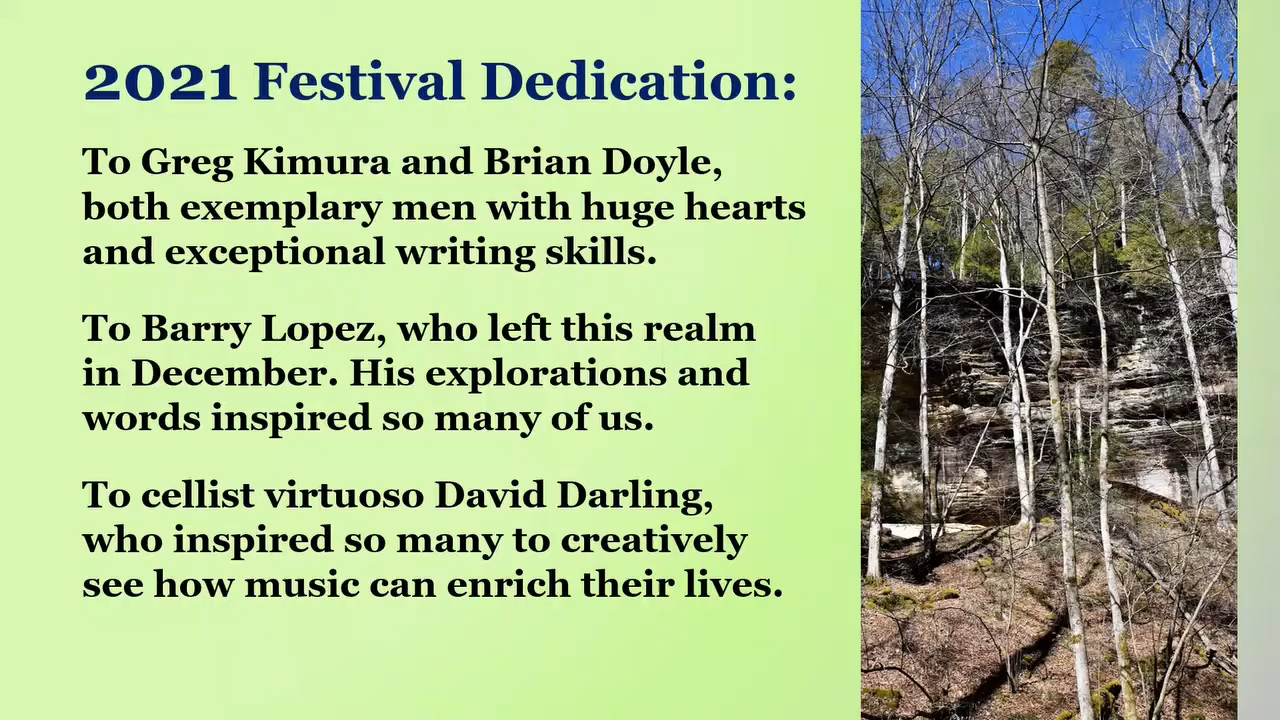 2021 Festival Dedication:
To Greg Kimura and Brian Doyle,
both exemplary men with huge hearts
and exceptional writing skills.
To Barry Lopez, who left this realm
in December. His explorations and
words inspired so many of us.
To cellist virtuoso David Darling,
who inspired so many to creatively
see how music can enrich their lives.